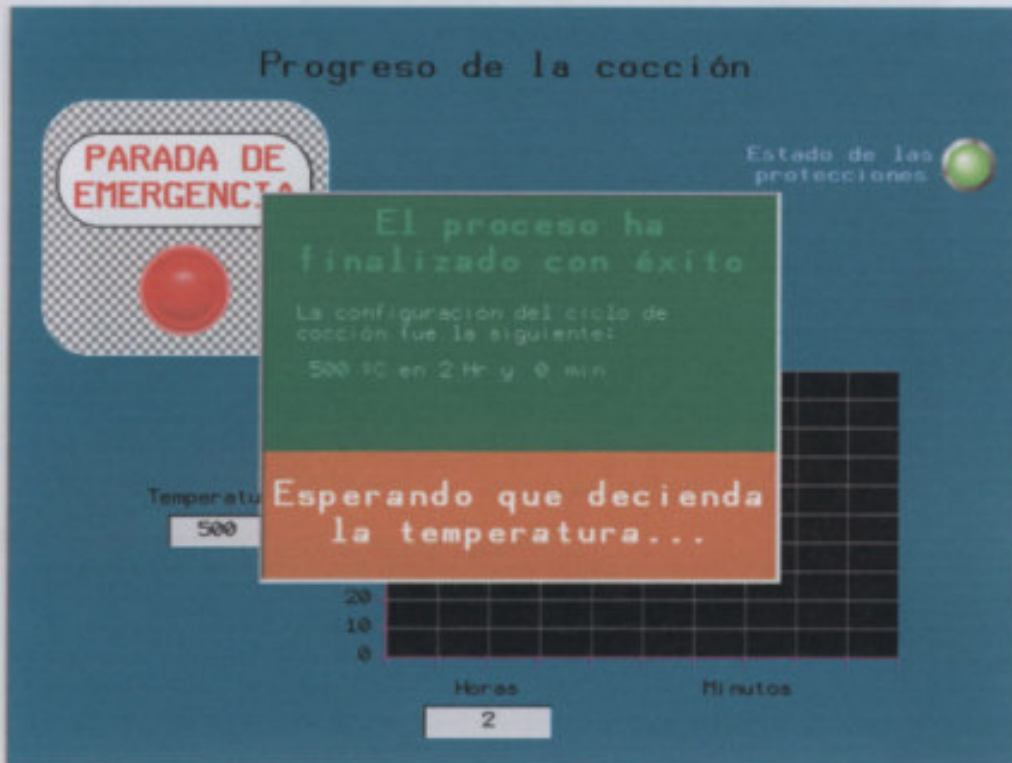 Progreso de la cocción
PARADA DE
EMERGENCIA
Estado de las
protecciones
El proceso ha
finalizado con éxito
La configuración del ciclo de
cocción fue la siguiente:
500 ºC en 2 Hr y 0 min
Esperando que decienda
la temperatura...
Temperatu
500
20
10
0
Horas
Minutos
2